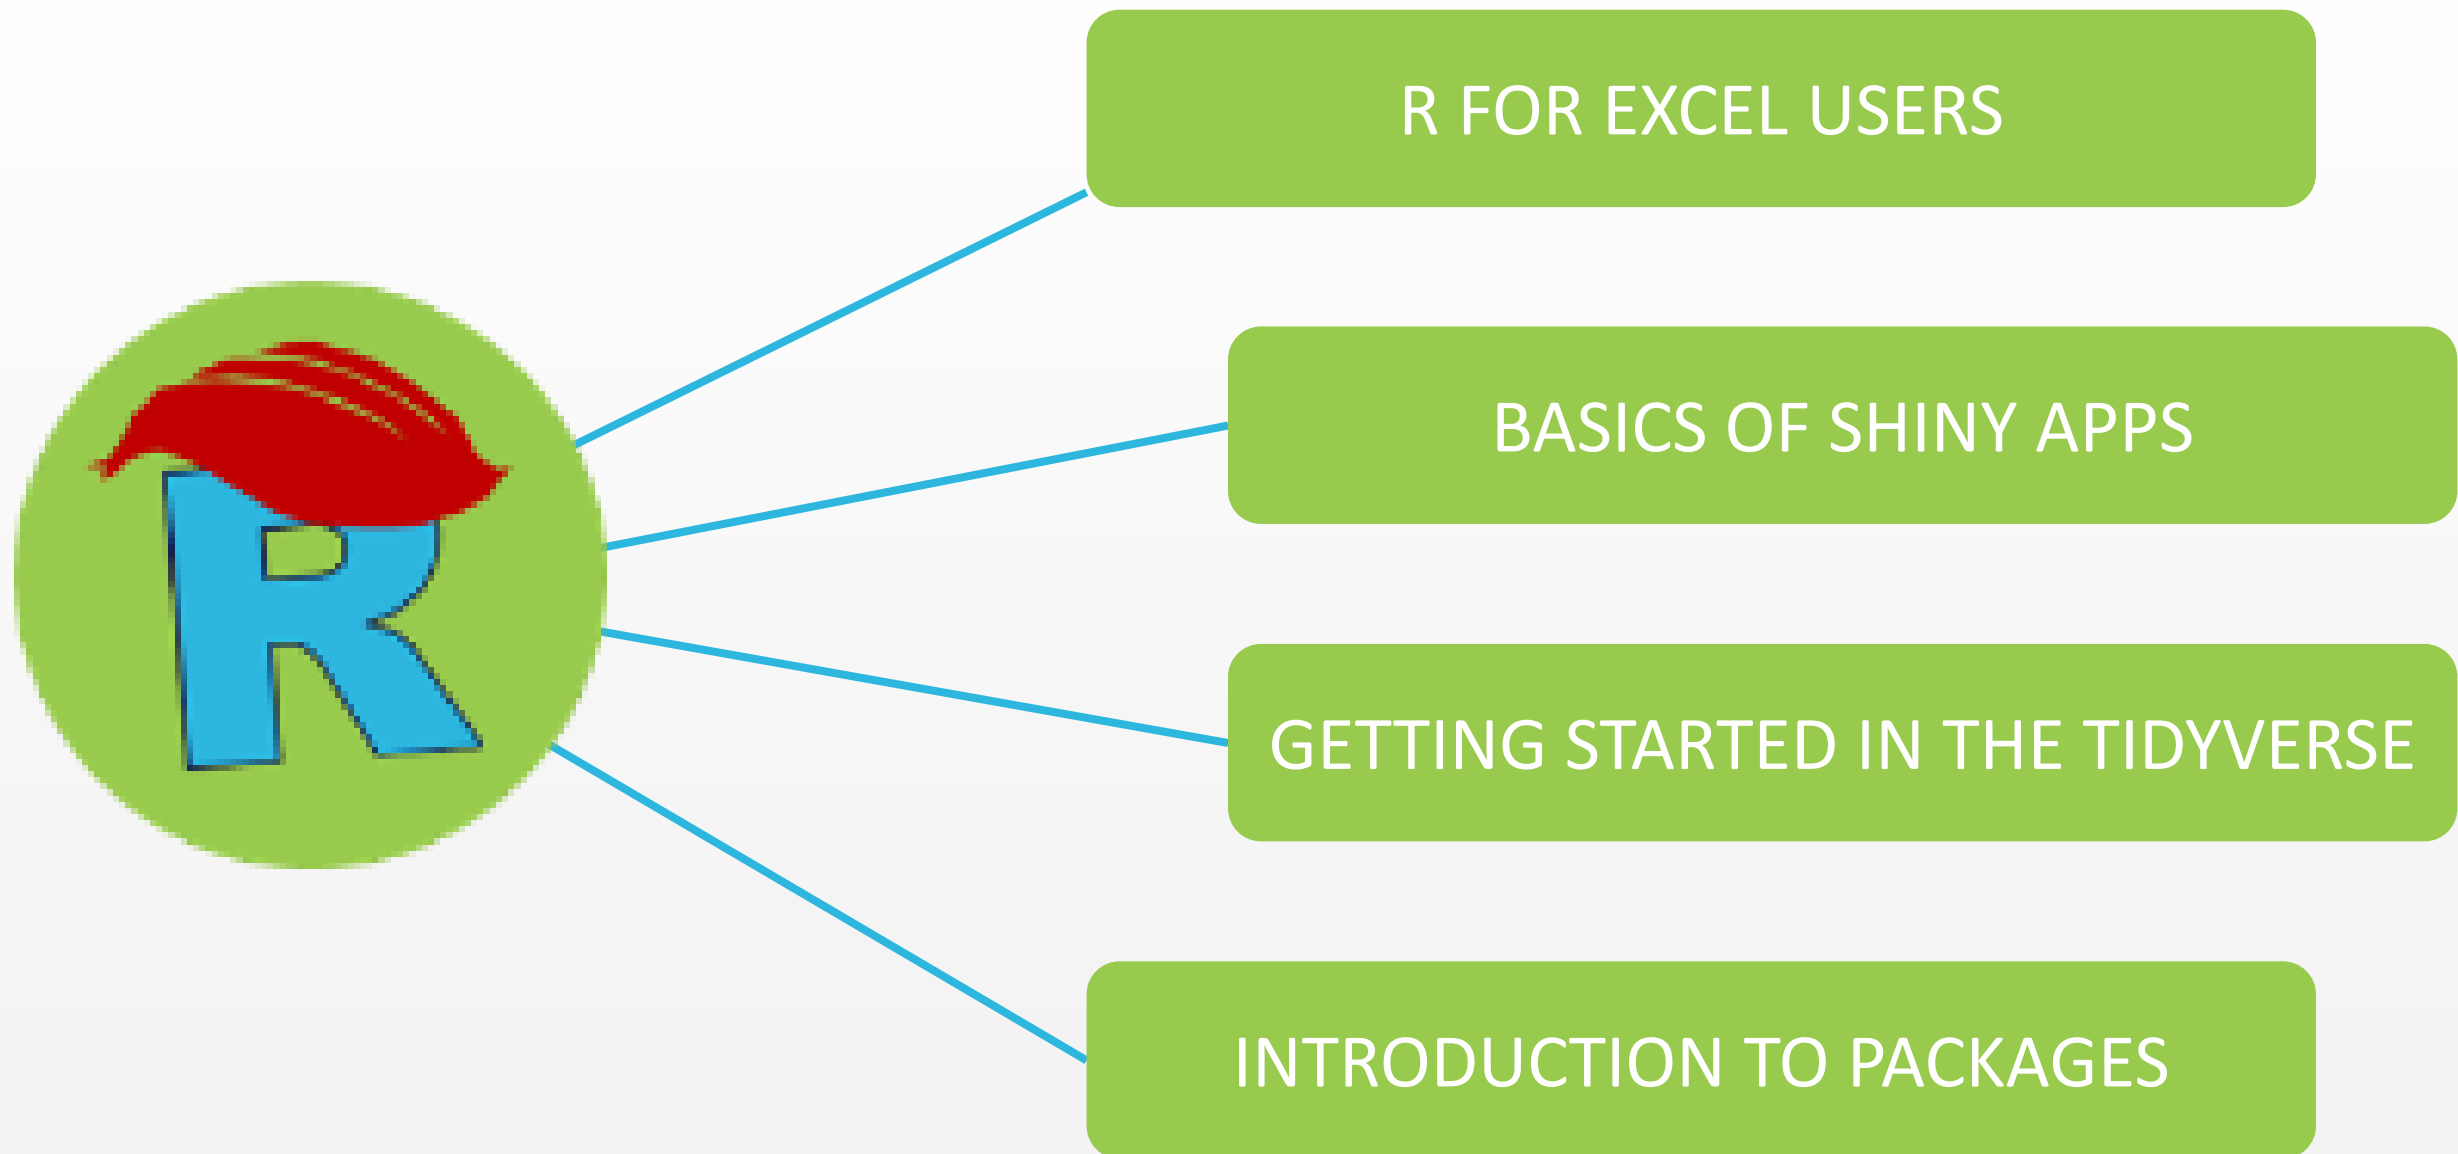 R FOR EXCEL USERS
BASICS OF SHINY APPS
R
GETTING STARTED IN THE TIDYVERSE
INTRODUCTION TO PACKAGES